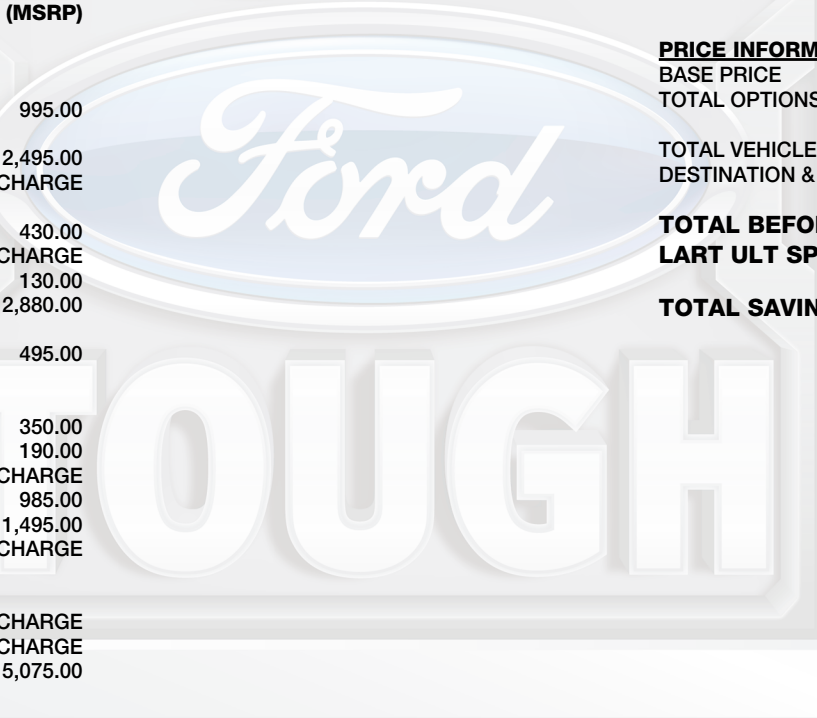 (MSRP)
995.00
2,495.00
CHARGE
430.00
CHARGE
130.00
2,880.00
495.00
350.00
190.00
CHARGE
985.00
1,495.00
CHARGE
CHARGE
CHARGE
5,075.00
PRICE INFORM
BASE PRICE
TOTAL OPTIONS
TOTAL VEHICLE
DESTINATION &
TOTAL BEFO
LART ULT SP
TOTAL SAVIN
Ford
TOUGH